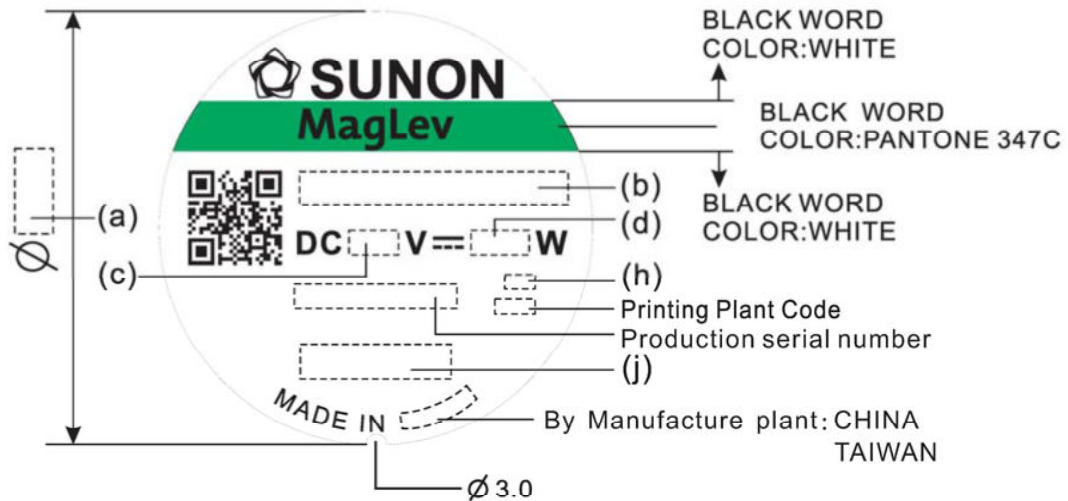 BLACK WORD
COLOR:WHITE
SUNON
MagLev
BLACK WORD
COLOR:PANTONE 347C
(a)
Ø
(b)
BLACK WORD
COLOR:WHITE
(d)
DC V W
(c)
(h)
Printing Plant Code
Production serial number
(j)
MADE IN
By Manufacture plant: CHINA
TAIWAN
Ø 3.0